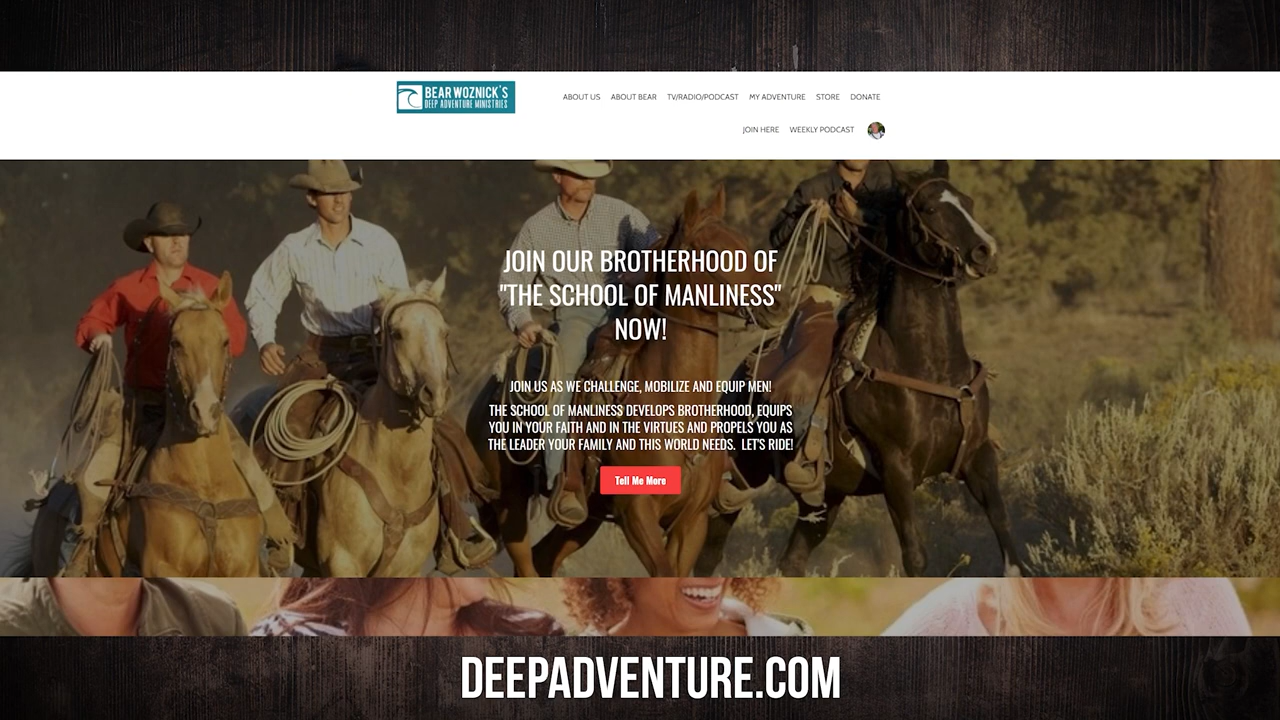 BEAR WOZNICK'S
DEEP ADVENTURE MINISTRIES
ABOUT US ABOUT BEAR TV/RADIO/PODCAST MY ADVENTURE STORE DONATE
JOIN HERE WEEKLY PODCAST
JOIN OUR BROTHERHOOD OF
"THE SCHOOL OF MANLINESS"
NOW!
JOIN US AS WE CHALLENGE, MOBILIZE AND EQUIP MEN!
THE SCHOOL OF MANLINESS DEVELOPS BROTHERHOOD, EQUIPS
YOU IN YOUR FAITH AND IN THE VIRTUES AND PROPELS YOU AS
THE LEADER YOUR FAMILY AND THIS WORLD NEEDS. LET'S RIDE!
Tell Me More
DEEPADVENTURE.COM